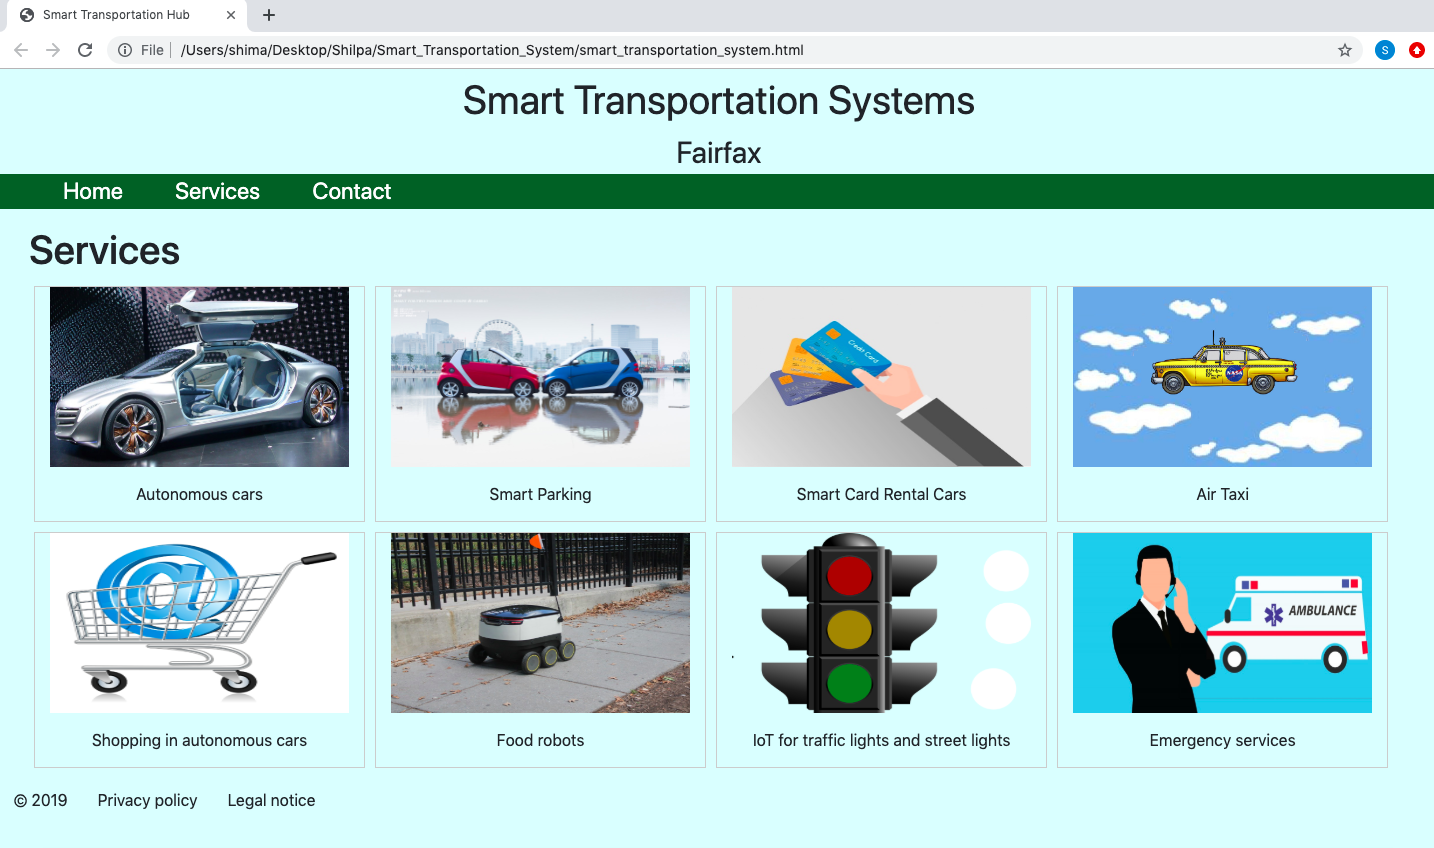 Smart Transportation Hub
File /Users/shima/Desktop/Shilpa/Smart_Transportation_System/smart_transportation_system.html
S
Smart Transportation Systems
Fairfax
Home Services Contact
Services
Credit Card
NASA
Autonomous cars Smart Parking Smart Card Rental Cars Air Taxi
@
AMBULANCE
Shopping in autonomous cars Food robots IoT for traffic lights and street lights Emergency services
© 2019 Privacy policy Legal notice